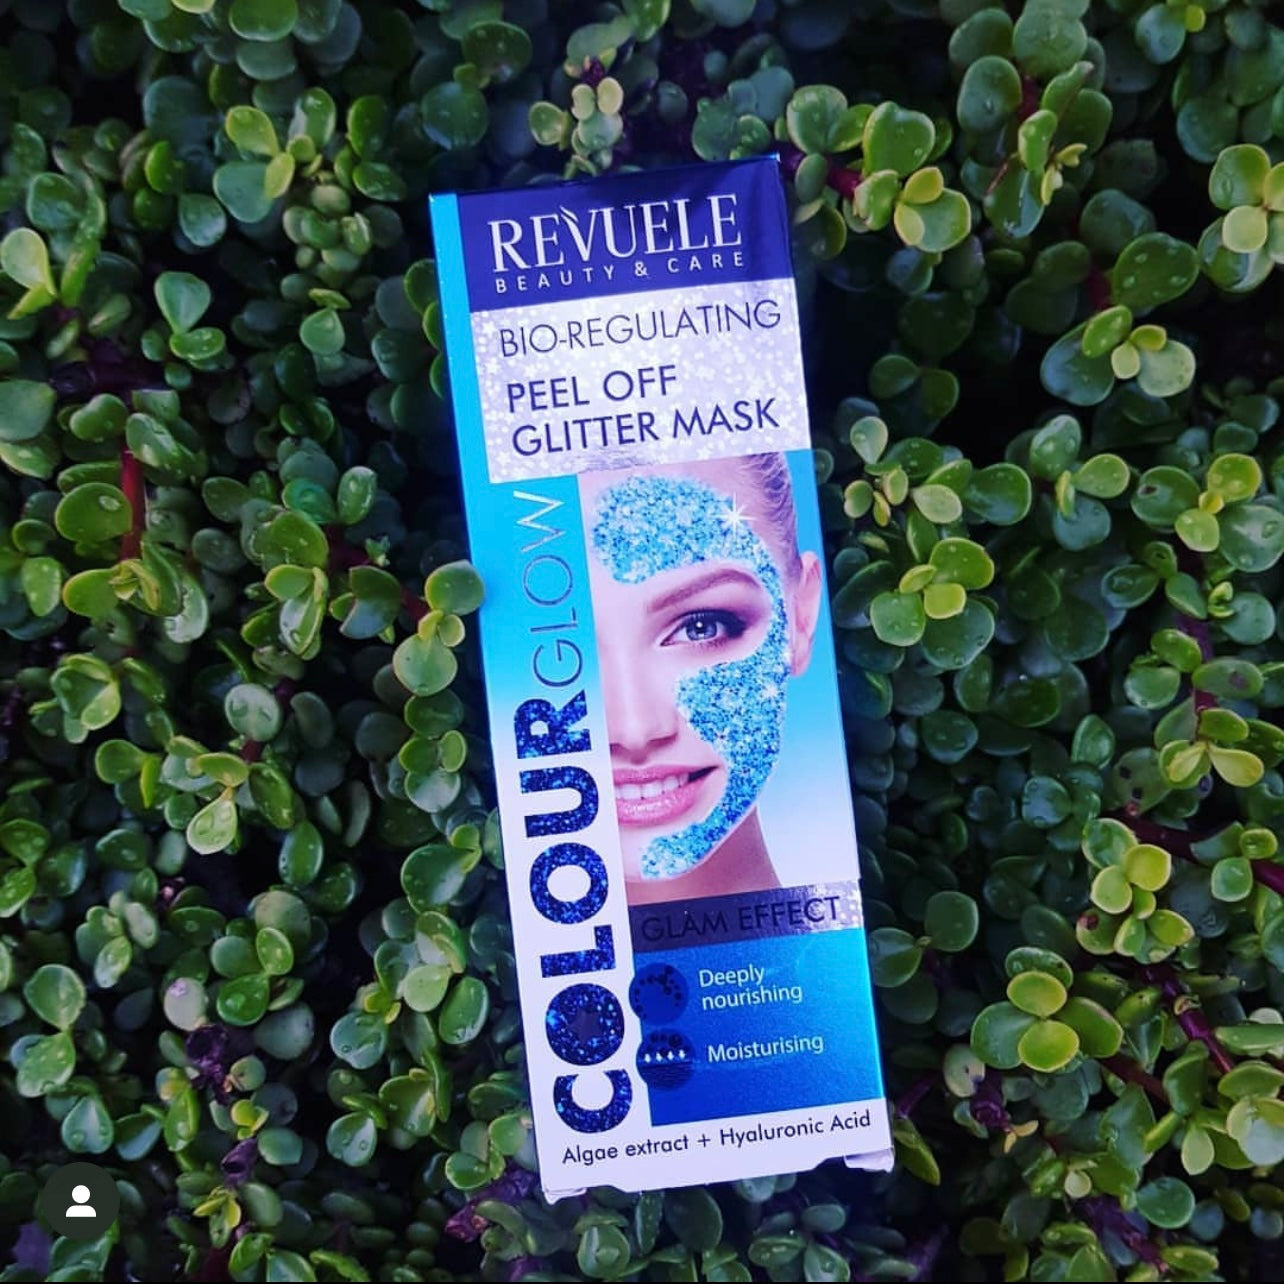 REVUELE
BEAUTY & CARE
BIO-REGULATING
PEEL OFF
GLITTER MASK
COLOURGLOW
GLAM EFFECT
Deeply
nourishing
Moisturising
Algae extract + Hyaluronic Acid